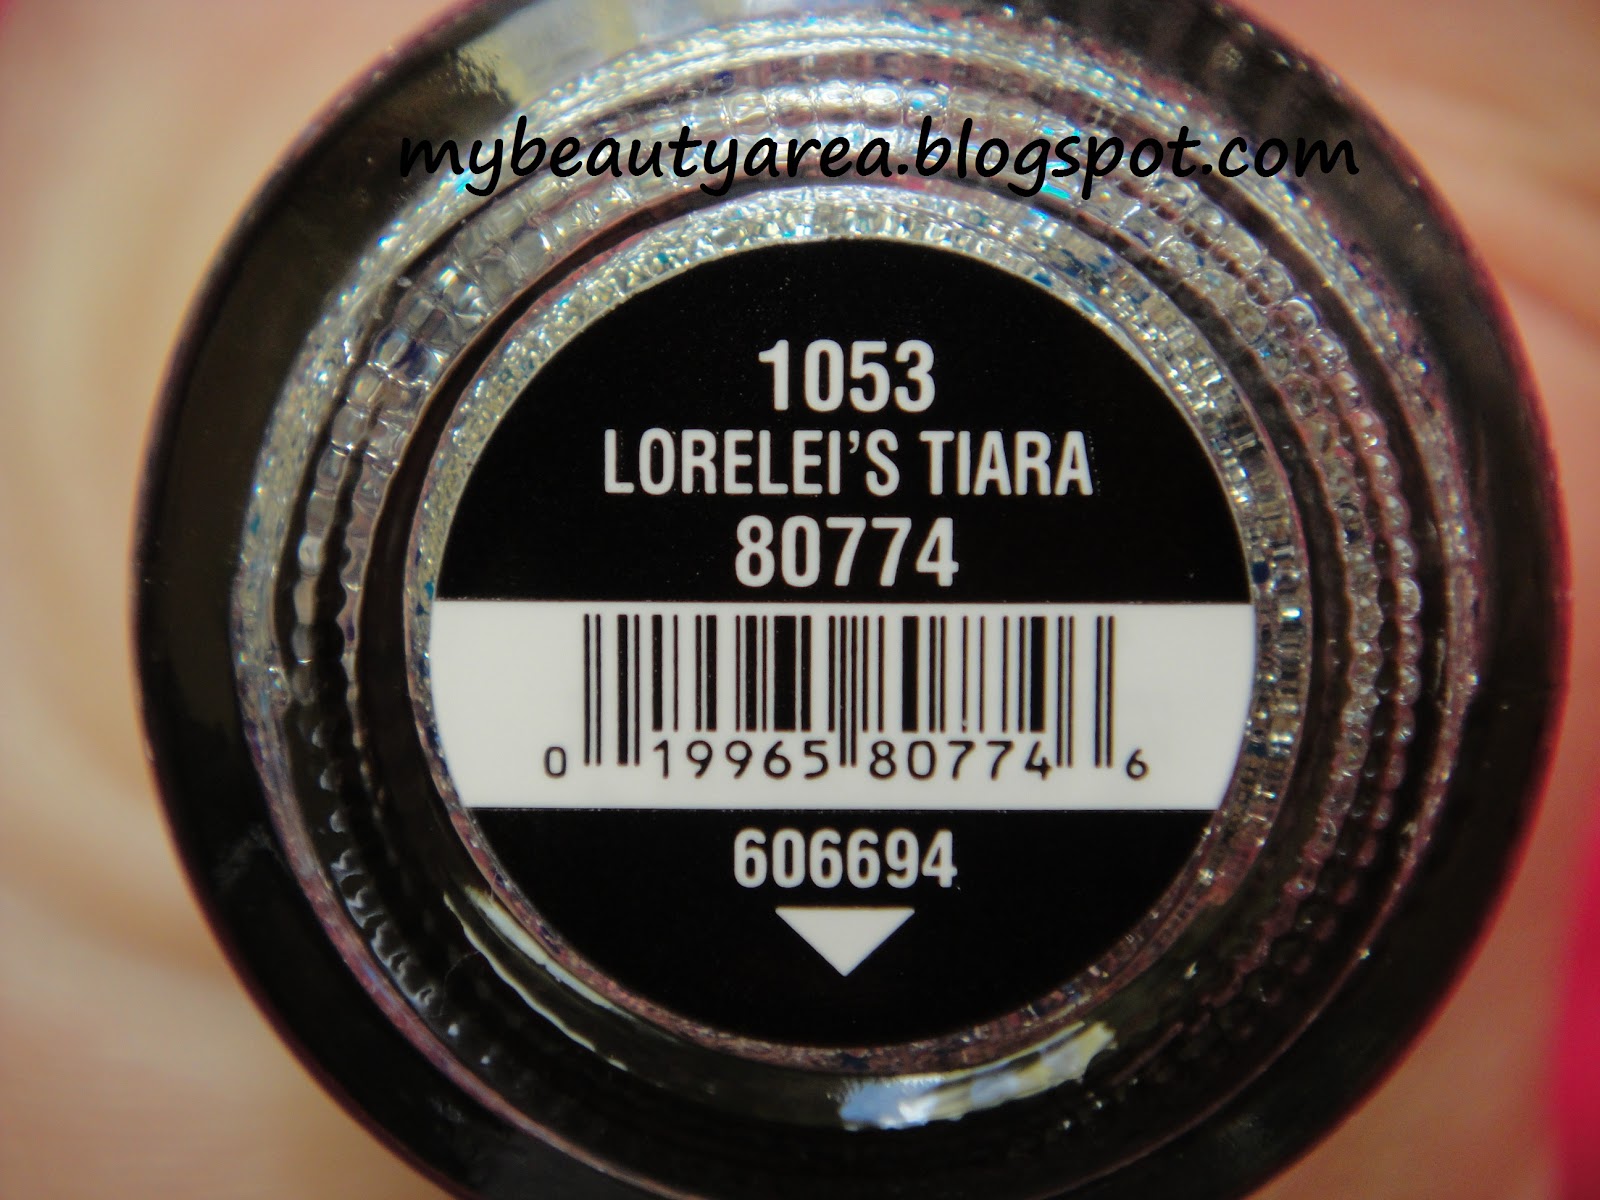 mybeautyarea.blogspot.com
1053
LORELEI'S TIARA
80774
0 19965 80774 6
606694